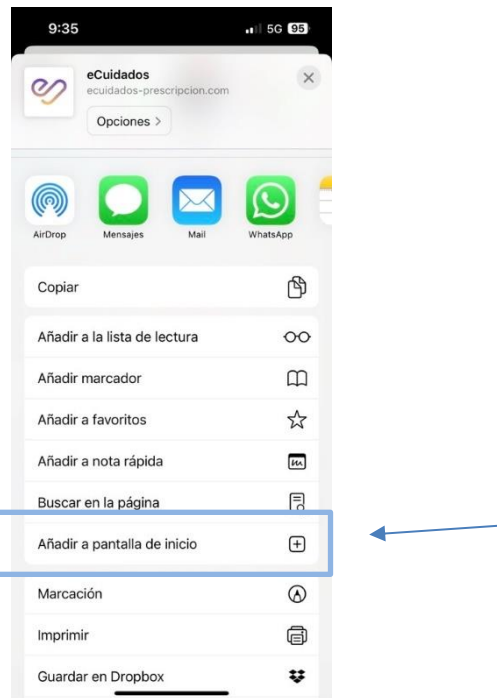 9:35
5G 95
eCuidados
ecuidados-prescripcion.com
Opciones >
AirDrop
Mensajes
Mail
WhatsApp
Copiar
Añadir a la lista de lectura
Añadir marcador
Añadir a favoritos
Añadir a nota rápida
Buscar en la página
Añadir a pantalla de inicio
Marcación
Imprimir
Guardar en Dropbox